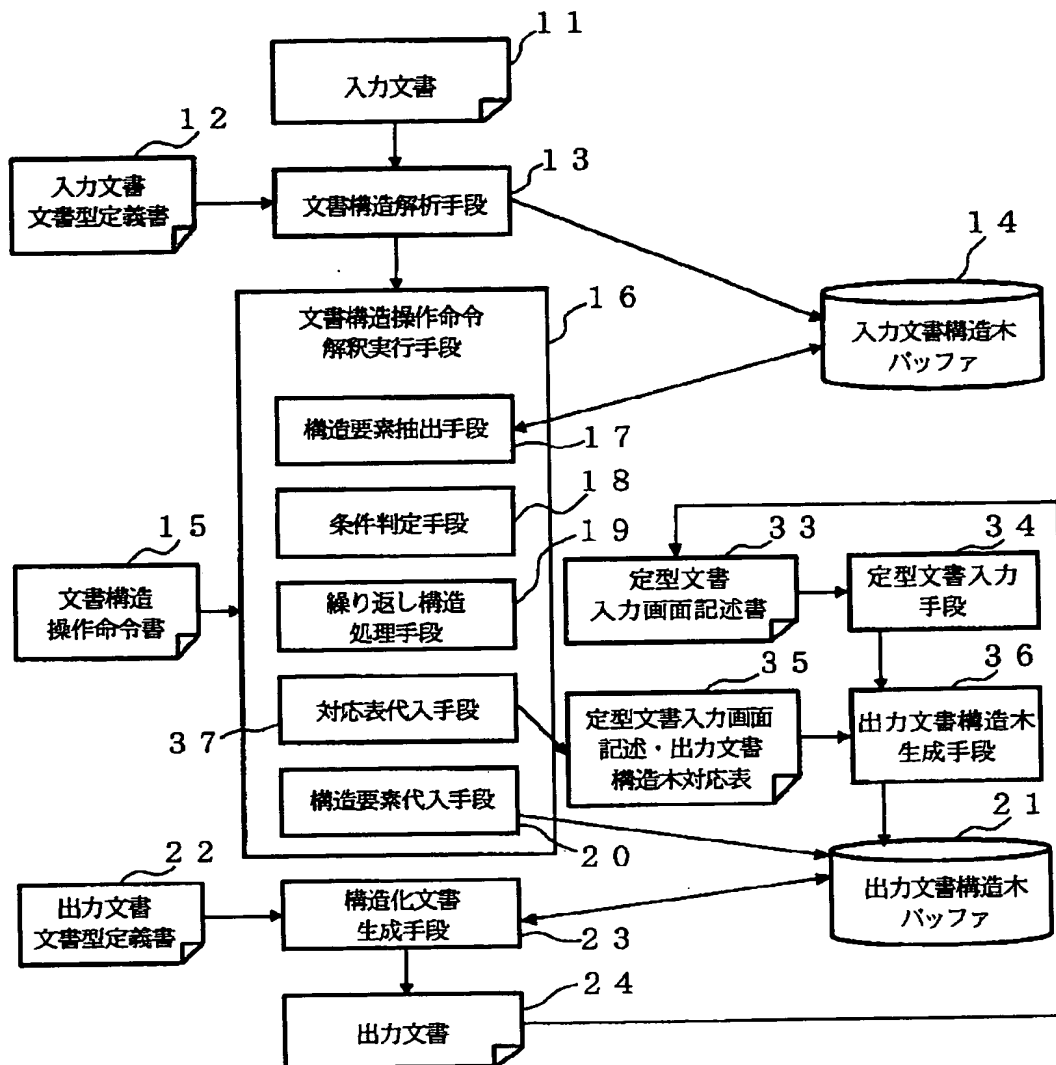 １１
入力文書
１２
入力文書
文書型定義書
１３
文書構造解析手段
１４
入力文書構造木
バッファ
１６
文書構造操作命令
解釈実行手段
構造要素抽出手段
１７
１８
条件判定手段
１５
文書構造
操作命令書
１９
繰り返し構造
処理手段
３３
定型文書
入力画面記述書
３４
定型文書入力
手段
３７
対応表代入手段
３５
定型文書入力画面
記述・出力文書
構造木対応表
３６
出力文書構造木
生成手段
構造要素代入手段
２０
２１
出力文書構造木
バッファ
２２
出力文書
文書型定義書
構造化文書
生成手段
２３
２４
出力文書